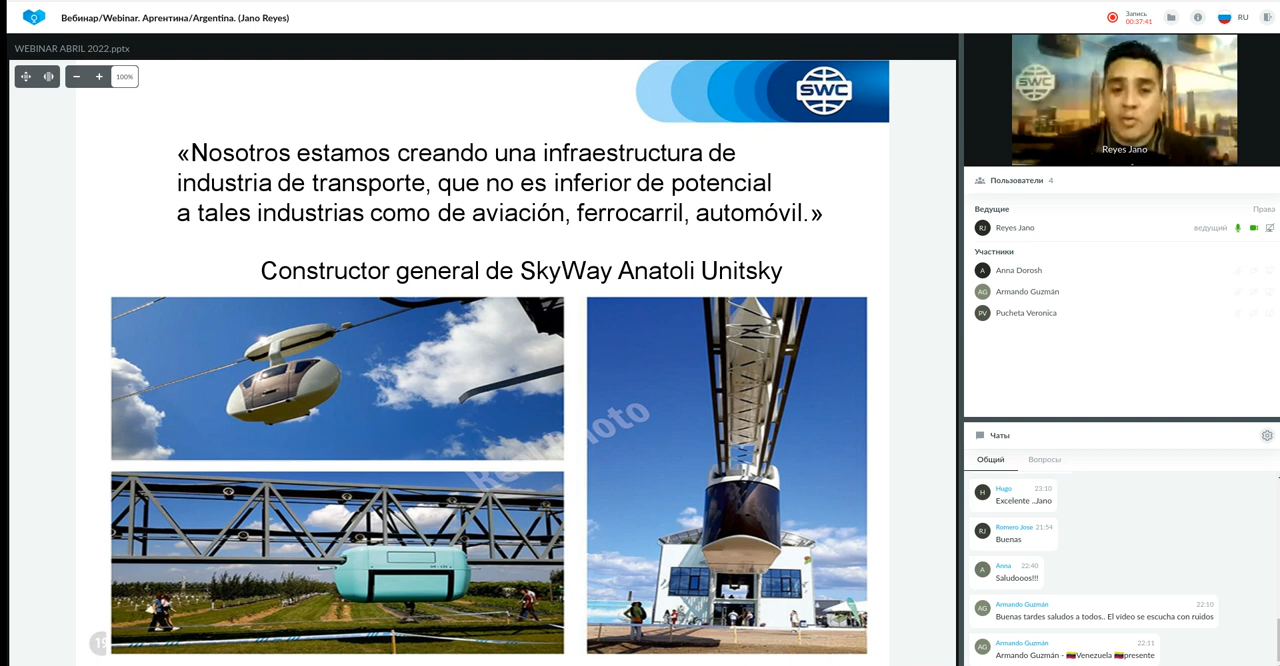 Вебинар/Webinar. Аргентина/Argentina. (Jano Reyes)
Запись
00:37:41
RU
WEBINAR ABRIL 2022.pptx
100%
SWC
«Nosotros estamos creando una infraestructura de
industria de transporte, que no es inferior de potencial
a tales industrias como de aviación, ferrocarril, automóvil.»
Constructor general de SkyWay Anatoli Unitsky
SWC
Reyes Jano
Пользователи 4
Ведущие Права
RJ Reyes Jano ведущий
Участники
A Anna Dorosh
AG Armando Guzmán
PV Pucheta Veronica
Чаты
Общий Вопросы
H Hugo 23:10
Excelente ..Jano
RJ Romero Jose 21:54
Buenas
A Anna 22:40
Saludooos!!!
AG Armando Guzmán 22:10
Buenas tardes saludos a todos.. El video se escucha con ruidos
AG Armando Guzmán 22:11
Armando Guzmán - 🇻🇪Venezuela 🇻🇪presente